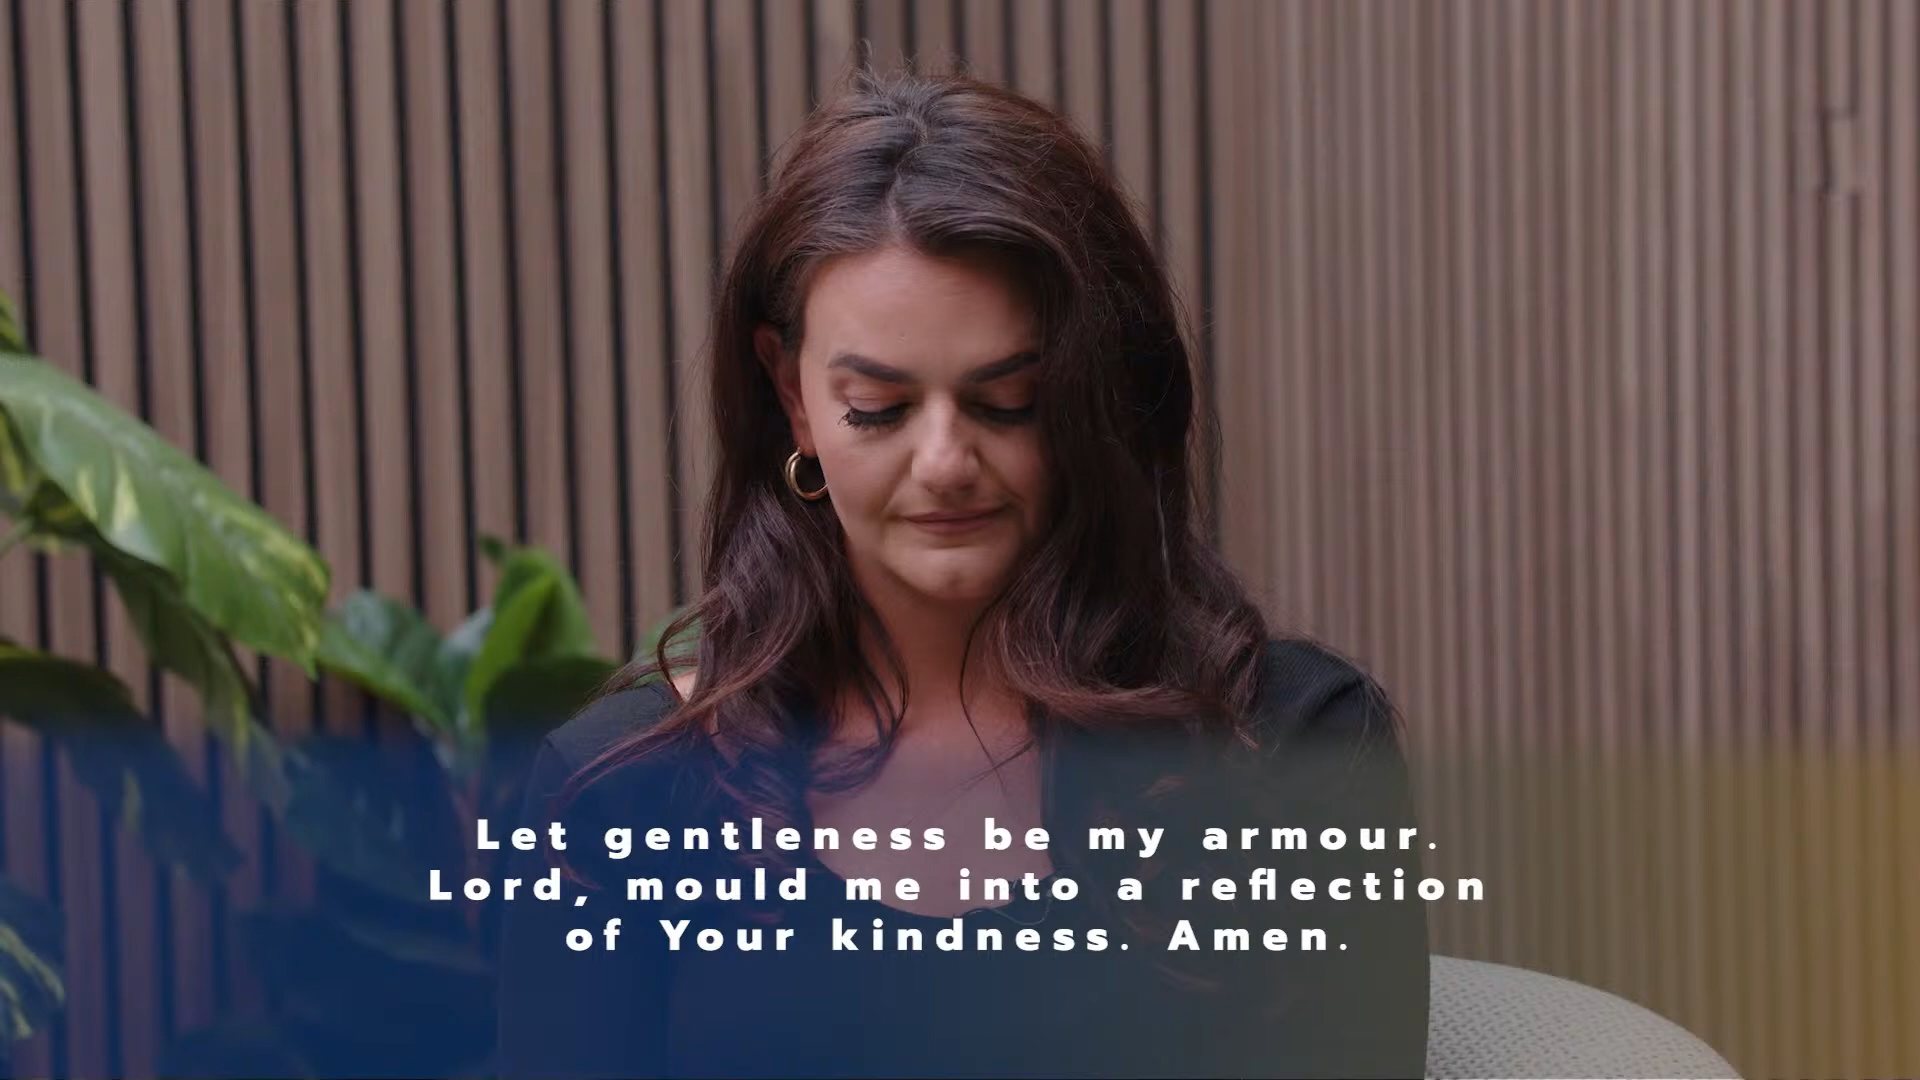 Let gentleness be my armour.
Lord, mould me into a reflection
of Your kindness. Amen.